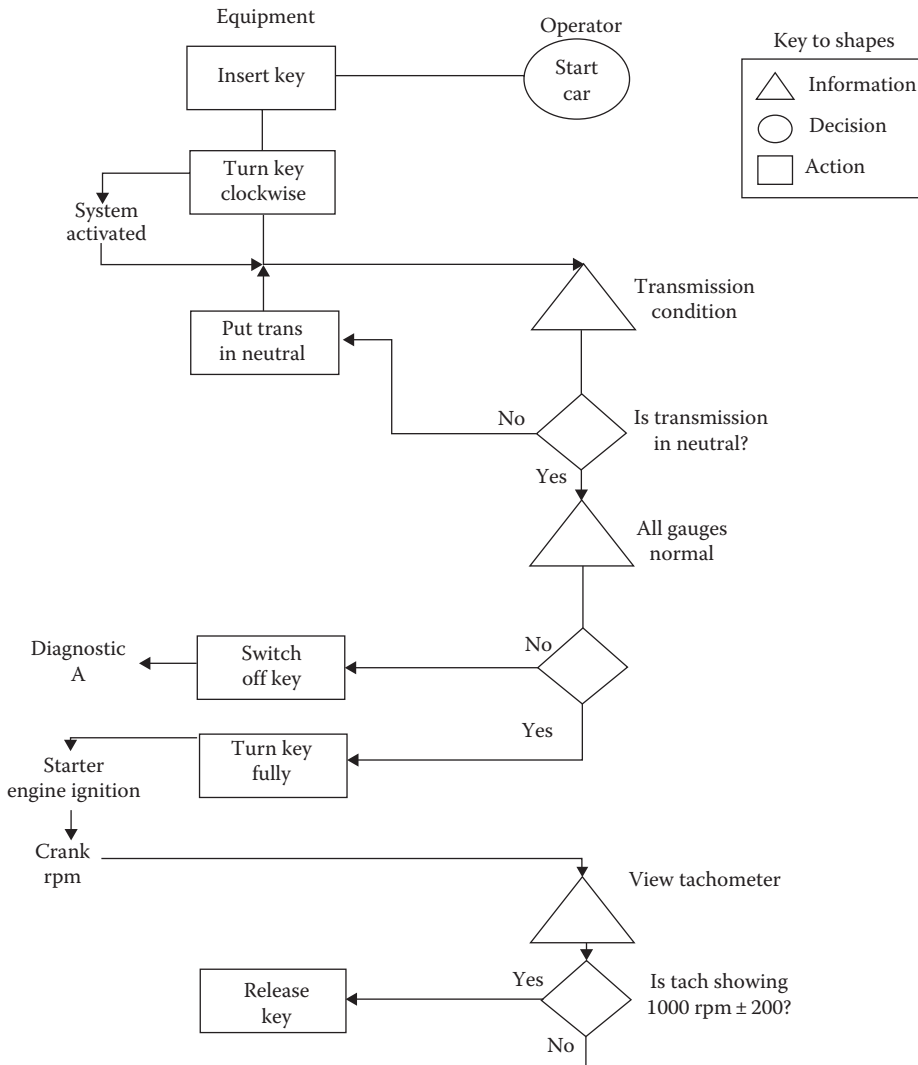 Equipment
Operator
Key to shapes
Insert key
Start
car
Information
Decision
Action
Turn key
clockwise
System
activated
Transmission
condition
Put trans
in neutral
No
Is transmission
in neutral?
Yes
All gauges
normal
Diagnostic
A
Switch
off key
No
Yes
Turn key
fully
Starter
engine ignition
Crank
rpm
View tachometer
Release
key
Yes
Is tach showing
1000 rpm ± 200?
No